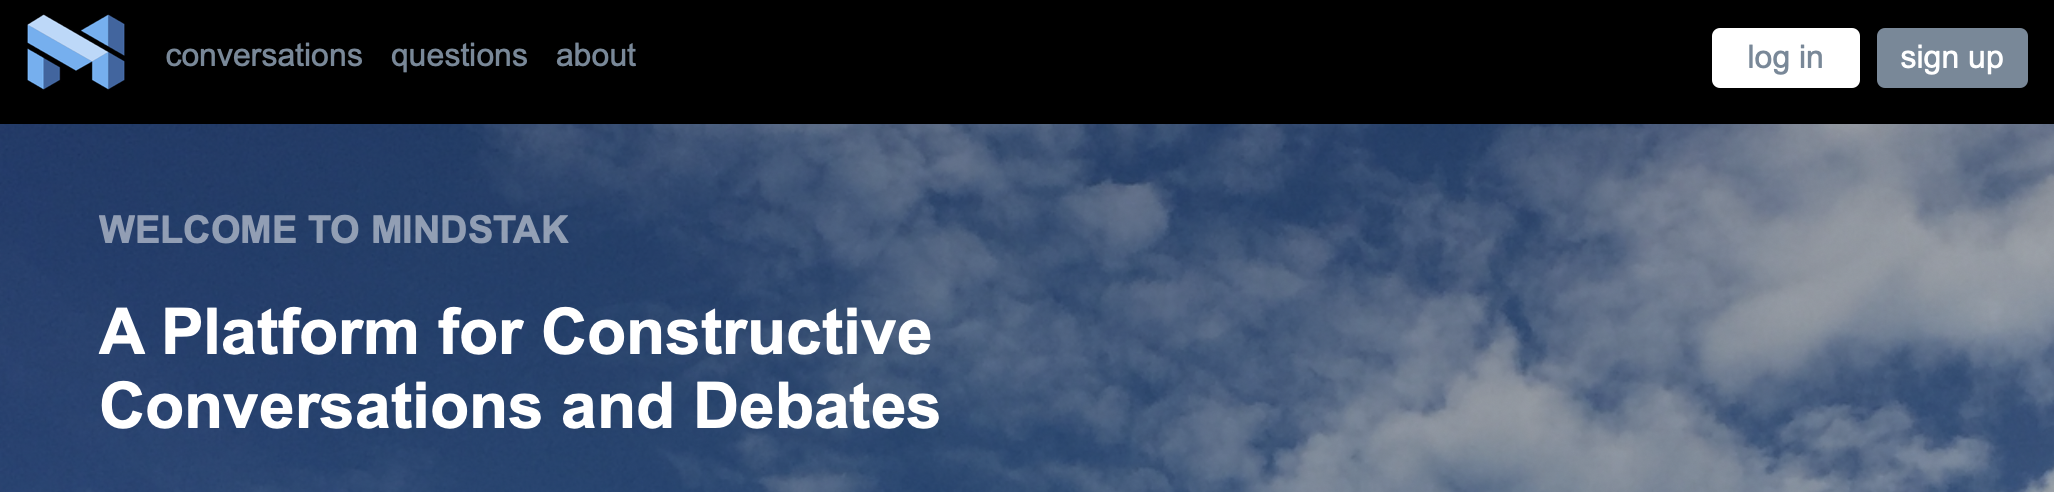 conversations questions about log in sign up
WELCOME TO MINDSTAK
A Platform for Constructive
Conversations and Debates